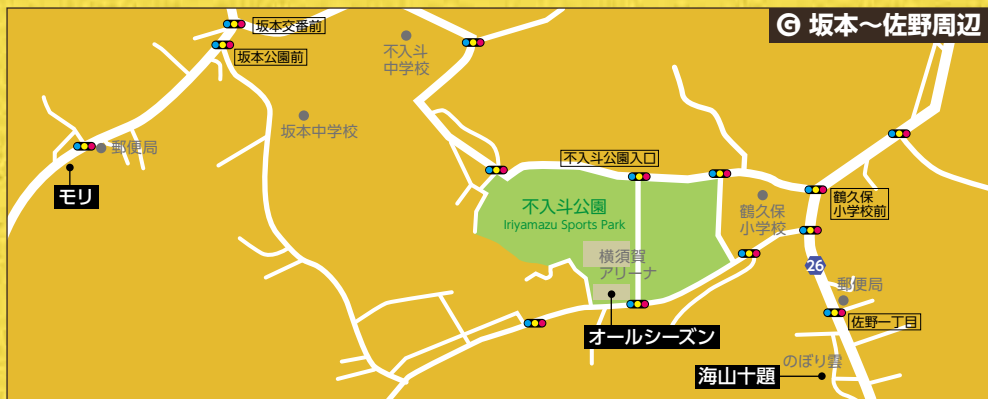 G 坂本〜佐野周辺
坂本交番前
坂本公園前
不入斗
中学校
坂本中学校
郵便局
モリ
不入斗公園入口
不入斗公園
Iriyamazu Sports Park
横須賀
アリーナ
オールシーズン
鶴久保
小学校
鶴久保
小学校前
26
郵便局
佐野一丁目
のぼり雲
海山十題